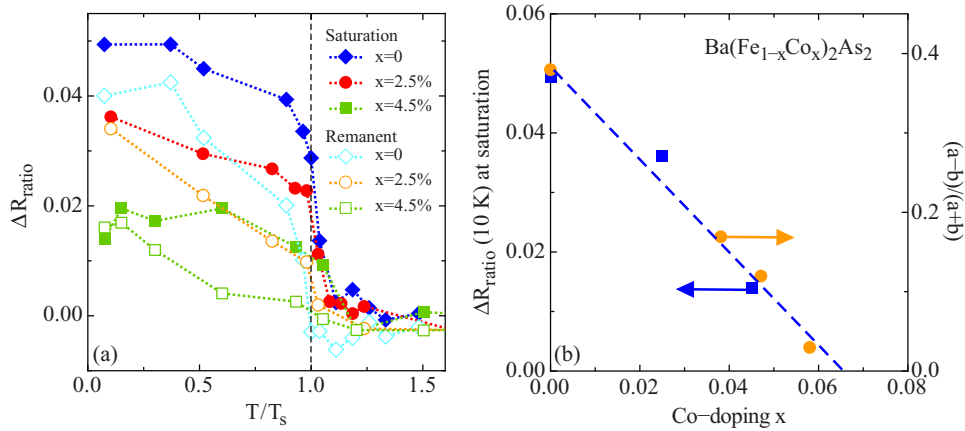 Saturation
x=0
x=2.5%
x=4.5%
Remanent
x=0
x=2.5%
x=4.5%
0.04
0.02
0.00
ΔR_ratio
(a)
0.0
0.5
1.0
1.5
T/T_s
Ba(Fe_{1−x}Co_x)_2As_2
0.06
0.04
0.02
0.00
ΔR_ratio (10 K) at saturation
0.4
0.2
0.0
(a−b)/(a+b)
(b)
0.00
0.02
0.04
0.06
0.08
Co−doping x